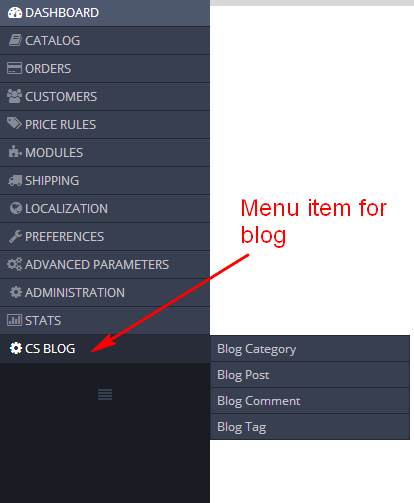 DASHBOARD
CATALOG
ORDERS
CUSTOMERS
PRICE RULES
MODULES
SHIPPING
LOCALIZATION
PREFERENCES
ADVANCED PARAMETERS
ADMINISTRATION
STATS
CS BLOG
Menu item for
blog
Blog Category
Blog Post
Blog Comment
Blog Tag